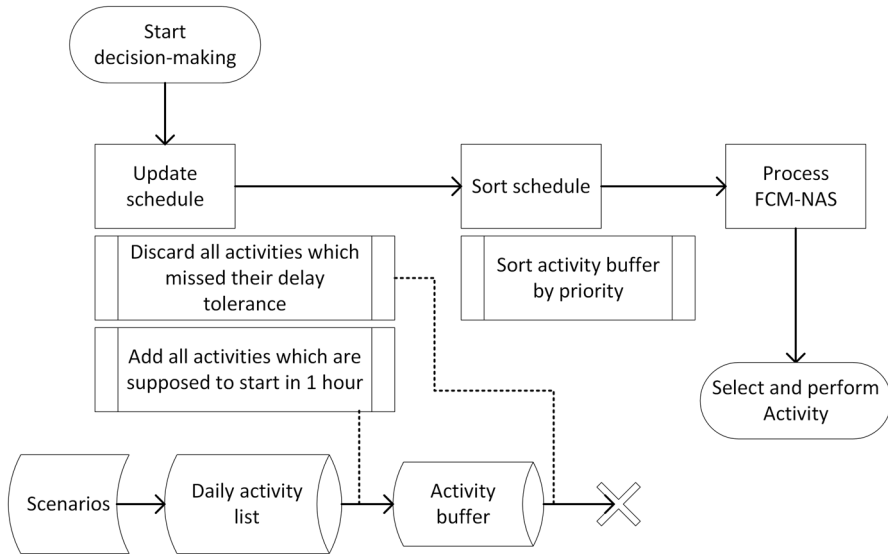 Start
decision-making
Update
schedule
Sort schedule
Process
FCM-NAS
Discard all activities which
missed their delay
tolerance
Sort activity buffer
by priority
Add all activities which are
supposed to start in 1 hour
Select and perform
Activity
Scenarios
Daily activity
list
Activity
buffer